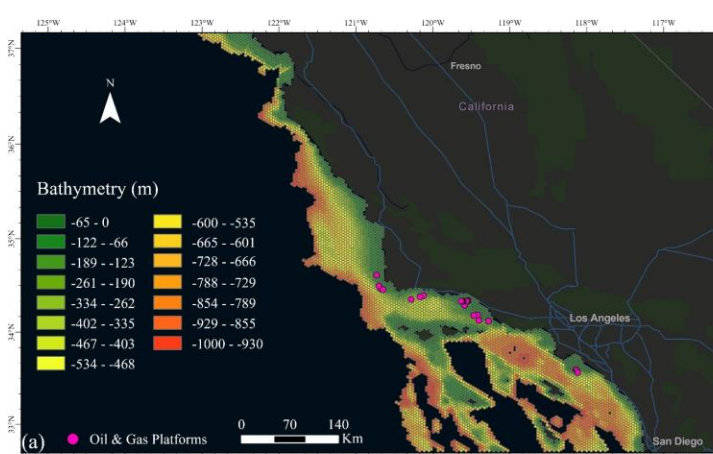 125°W 124°W 123°W 122°W 121°W 120°W 119°W 118°W 117°W
37°N
Fresno
N
California
36°N
Bathymetry (m)
-65 - 0
-600 - -535
-122 - -66
-665 - -601
-189 - -123
-728 - -666
35°N
-261 - -190
-788 - -729
-334 - -262
-854 - -789
-402 - -335
-929 - -855
-467 - -403
-1000 - -930
-534 - -468
34°N
Los Angeles
0 70 140
Km
33°N
(a)
Oil & Gas Platforms
San Diego